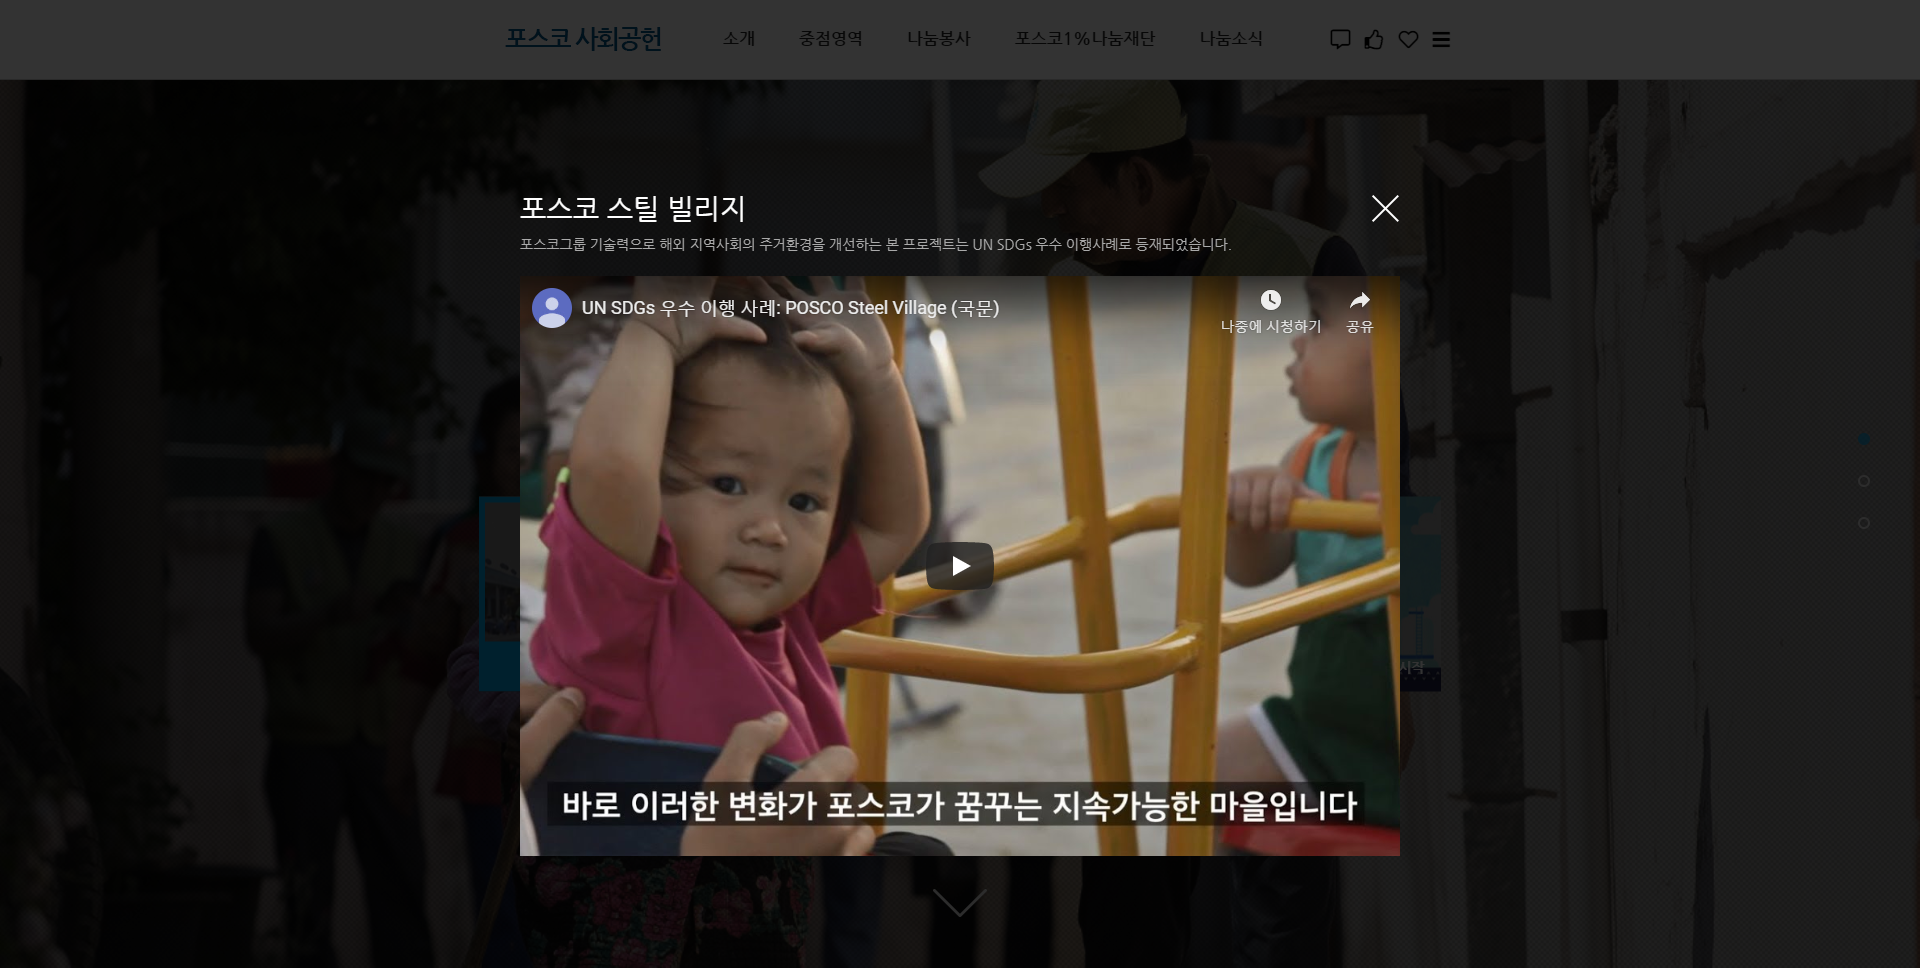 포스코 사회공헌
소개
중점영역
나눔봉사
포스코1%나눔재단
나눔소식
포스코 스틸 빌리지
포스코그룹 기술력으로 해외 지역사회의 주거환경을 개선하는 본 프로젝트는 UN SDGs 우수 이행사례로 등재되었습니다.
UN SDGs 우수 이행 사례: POSCO Steel Village (국문)
나중에 시청하기
공유
시작
바로 이러한 변화가 포스코가 꿈꾸는 지속가능한 마을입니다